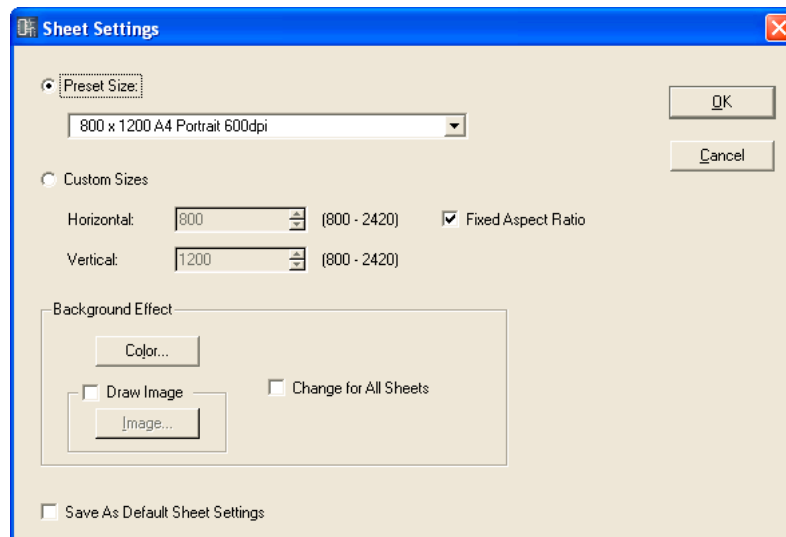 Sheet Settings
Preset Size:
800 x 1200 A4 Portrait 600dpi
OK
Cancel
Custom Sizes
Horizontal: 800 (800 - 2420) Fixed Aspect Ratio
Vertical: 1200 (800 - 2420)
Background Effect
Color...
Draw Image
Change for All Sheets
Image...
Save As Default Sheet Settings